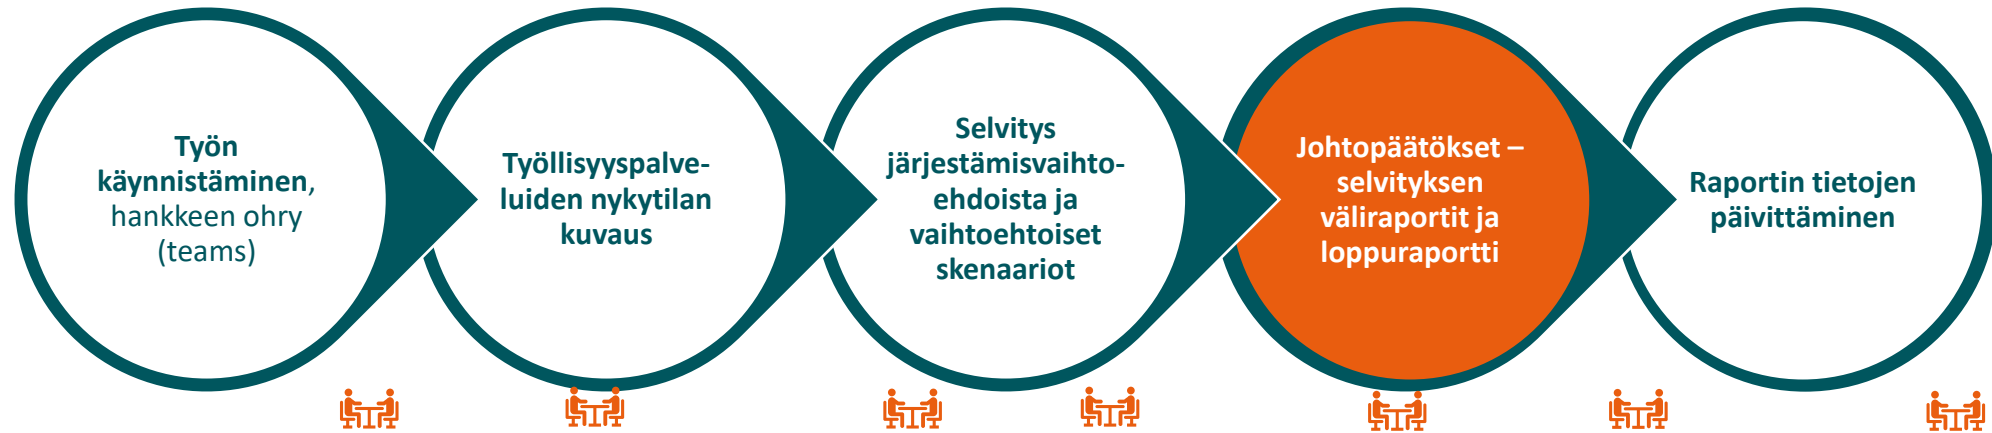 Työn
käynnistäminen,
hankkeen ohry
(teams)
Työllisyyspalve-
luiden nykytilan
kuvaus
Selvitys
järjestämisvaihto-
ehdoista ja
vaihtoehtoiset
skenaariot
Johtopäätökset –
selvityksen
väliraportit ja
loppuraportti
Raportin tietojen
päivittäminen